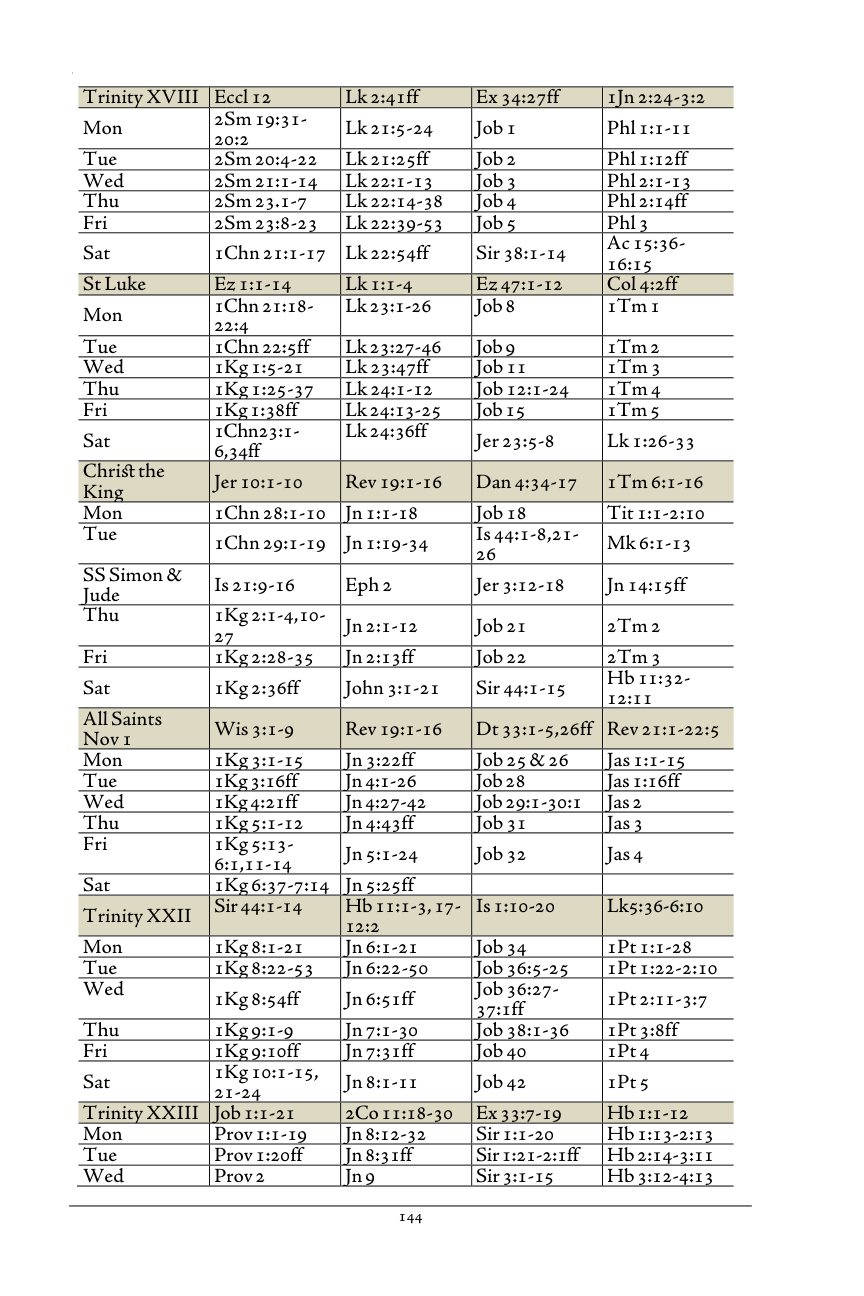 Trinity XVIII Eccl 12 Lk 2:41ff Ex 34:27ff 1Jn 2:24-3:2
Mon 2Sm 19:31-20:2 Lk 21:5-24 Job 1 Phl 1:1-11
Tue 2Sm 20:4-22 Lk 21:25ff Job 2 Phl 1:12ff
Wed 2Sm 21:1-14 Lk 22:1-13 Job 3 Phl 2:1-13
Thu 2Sm 23.1-7 Lk 22:14-38 Job 4 Phl 2:14ff
Fri 2Sm 23:8-23 Lk 22:39-53 Job 5 Phl 3
Sat 1Chn 21:1-17 Lk 22:54ff Sir 38:1-14 Ac 15:36-16:15
St Luke Ez 1:1-14 Lk 1:1-4 Ez 47:1-12 Col 4:2ff
Mon 1Chn 21:18-22:4 Lk 23:1-26 Job 8 1Tm 1
Tue 1Chn 22:5ff Lk 23:27-46 Job 9 1Tm 2
Wed 1Kg 1:5-21 Lk 23:47ff Job 11 1Tm 3
Thu 1Kg 1:25-37 Lk 24:1-12 Job 12:1-24 1Tm 4
Fri 1Kg 1:38ff Lk 24:13-25 Job 15 1Tm 5
Sat 1Chn23:1-6,34ff Lk 24:36ff Jer 23:5-8 Lk 1:26-33
Christ the King Jer 10:1-10 Rev 19:1-16 Dan 4:34-17 1Tm 6:1-16
Mon 1Chn 28:1-10 Jn 1:1-18 Job 18 Tit 1:1-2:10
Tue 1Chn 29:1-19 Jn 1:19-34 Is 44:1-8,21-26 Mk 6:1-13
SS Simon & Jude Is 21:9-16 Eph 2 Jer 3:12-18 Jn 14:15ff
Thu 1Kg 2:1-4,10-27 Jn 2:1-12 Job 21 2Tm 2
Fri 1Kg 2:28-35 Jn 2:13ff Job 22 2Tm 3
Sat 1Kg 2:36ff John 3:1-21 Sir 44:1-15 Hb 11:32-12:11
All Saints Nov 1 Wis 3:1-9 Rev 19:1-16 Dt 33:1-5,26ff Rev 21:1-22:5
Mon 1Kg 3:1-15 Jn 3:22ff Job 25 & 26 Jas 1:1-15
Tue 1Kg 3:16ff Jn 4:1-26 Job 28 Jas 1:16ff
Wed 1Kg 4:21ff Jn 4:27-42 Job 29:1-30:1 Jas 2
Thu 1Kg 5:1-12 Jn 4:43ff Job 31 Jas 3
Fri 1Kg 5:13-6:1,11-14 Jn 5:1-24 Job 32 Jas 4
Sat 1Kg 6:37-7:14 Jn 5:25ff
Trinity XXII Sir 44:1-14 Hb 11:1-3, 17-12:2 Is 1:10-20 Lk5:36-6:10
Mon 1Kg 8:1-21 Jn 6:1-21 Job 34 1Pt 1:1-28
Tue 1Kg 8:22-53 Jn 6:22-50 Job 36:5-25 1Pt 1:22-2:10
Wed 1Kg 8:54ff Jn 6:51ff Job 36:27-37:1ff 1Pt 2:11-3:7
Thu 1Kg 9:1-9 Jn 7:1-30 Job 38:1-36 1Pt 3:8ff
Fri 1Kg 9:10ff Jn 7:31ff Job 40 1Pt 4
Sat 1Kg 10:1-15, 21-24 Jn 8:1-11 Job 42 1Pt 5
Trinity XXIII Job 1:1-21 2Co 11:18-30 Ex 33:7-19 Hb 1:1-12
Mon Prov 1:1-19 Jn 8:12-32 Sir 1:1-20 Hb 1:13-2:13
Tue Prov 1:20ff Jn 8:31ff Sir 1:21-2:1ff Hb 2:14-3:11
Wed Prov 2 Jn 9 Sir 3:1-15 Hb 3:12-4:13
144